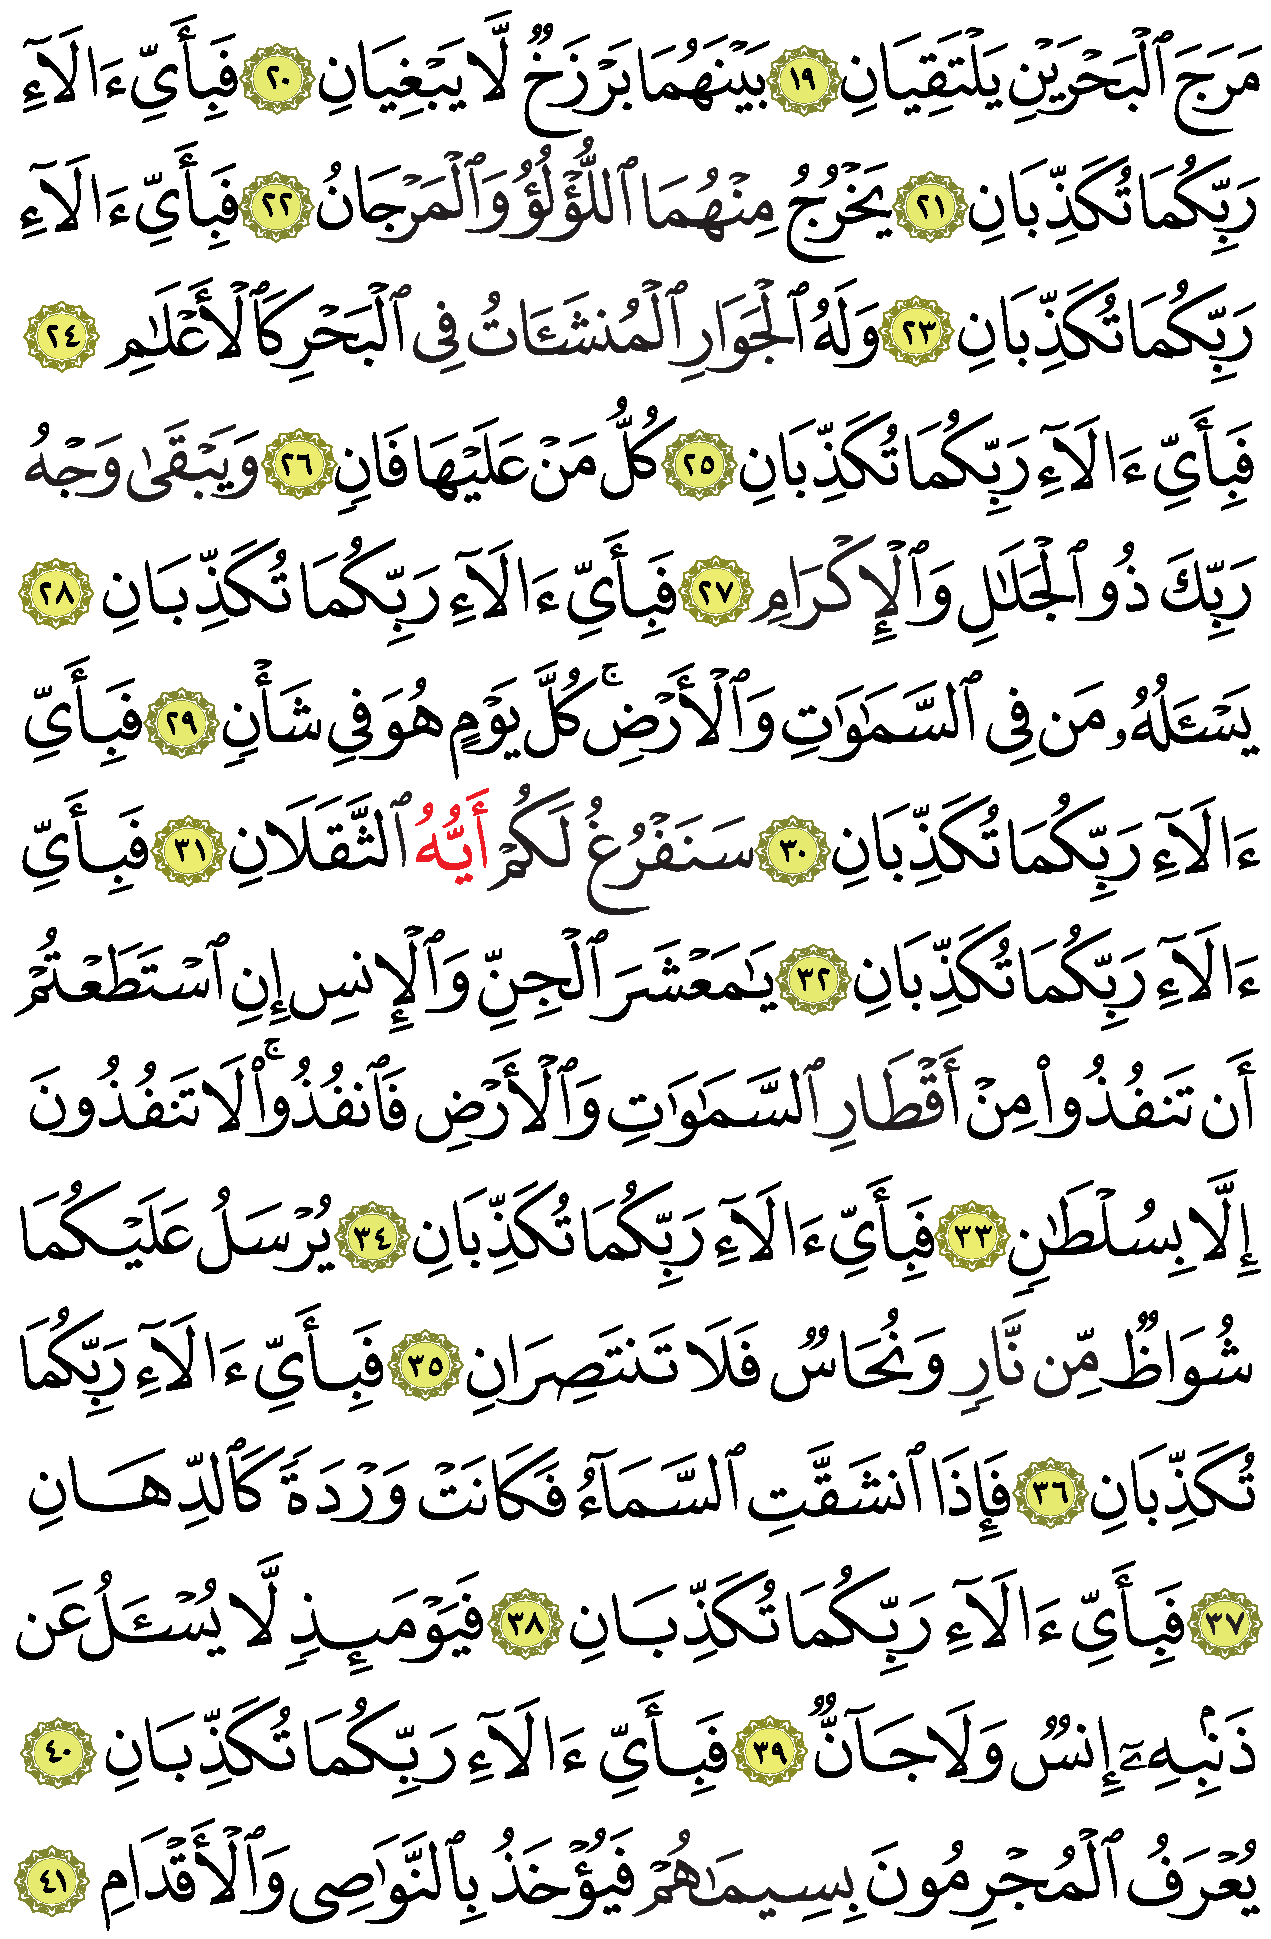 مَرَجَ ٱلْبَحْرَيْنِ يَلْتَقِيَانِ ١٩ بَيْنَهُمَا بَرْزَخٌ لَّا يَبْغِيَانِ ٢٠ فَبِأَيِّ ءَالَآءِ
رَبِّكُمَا تُكَذِّبَانِ ٢١ يَخْرُجُ مِنْهُمَا ٱللُّؤْلُؤُ وَٱلْمَرْجَانُ ٢٢ فَبِأَيِّ ءَالَآءِ
رَبِّكُمَا تُكَذِّبَانِ ٢٣ وَلَهُ ٱلْجَوَارِ ٱلْمُنشَـَٔاتُ فِى ٱلْبَحْرِ كَٱلْأَعْلَٰمِ ٢٤
فَبِأَيِّ ءَالَآءِ رَبِّكُمَا تُكَذِّبَانِ ٢٥ كُلُّ مَنْ عَلَيْهَا فَانٍ ٢٦ وَيَبْقَىٰ وَجْهُ
رَبِّكَ ذُو ٱلْجَلَٰلِ وَٱلْإِكْرَامِ ٢٧ فَبِأَيِّ ءَالَآءِ رَبِّكُمَا تُكَذِّبَانِ ٢٨
يَسْـَٔلُهُۥ مَن فِى ٱلسَّمَٰوَٰتِ وَٱلْأَرْضِ ۚ كُلَّ يَوْمٍ هُوَ فِى شَأْنٍ ٢٩ فَبِأَيِّ
ءَالَآءِ رَبِّكُمَا تُكَذِّبَانِ ٣٠ سَنَفْرُغُ لَكُمْ أَيُّهَ ٱلثَّقَلَانِ ٣١ فَبِأَيِّ
ءَالَآءِ رَبِّكُمَا تُكَذِّبَانِ ٣٢ يَٰمَعْشَرَ ٱلْجِنِّ وَٱلْإِنسِ إِنِ ٱسْتَطَعْتُمْ
أَن تَنفُذُوا۟ مِنْ أَقْطَارِ ٱلسَّمَٰوَٰتِ وَٱلْأَرْضِ فَٱنفُذُوا۟ ۚ لَا تَنفُذُونَ
إِلَّا بِسُلْطَٰنٍ ٣٣ فَبِأَيِّ ءَالَآءِ رَبِّكُمَا تُكَذِّبَانِ ٣٤ يُرْسَلُ عَلَيْكُمَا
شُوَاظٌ مِّن نَّارٍ وَنُحَاسٌ فَلَا تَنتَصِرَانِ ٣٥ فَبِأَيِّ ءَالَآءِ رَبِّكُمَا
تُكَذِّبَانِ ٣٦ فَإِذَا ٱنشَقَّتِ ٱلسَّمَآءُ فَكَانَتْ وَرْدَةً كَٱلدِّهَانِ
٣٧ فَبِأَيِّ ءَالَآءِ رَبِّكُمَا تُكَذِّبَانِ ٣٨ فَيَوْمَئِذٍ لَّا يُسْـَٔلُ عَن
ذَنۢبِهِۦٓ إِنسٌ وَلَا جَآنٌّ ٣٩ فَبِأَيِّ ءَالَآءِ رَبِّكُمَا تُكَذِّبَانِ ٤٠
يُعْرَفُ ٱلْمُجْرِمُونَ بِسِيمَٰهُمْ فَيُؤْخَذُ بِٱلنَّوَٰصِى وَٱلْأَقْدَامِ ٤١